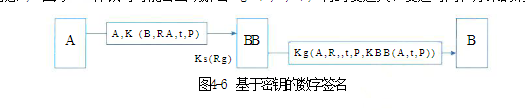 A
A,K (B,RA,t,P)
BB
Ks(Rg)
Kg(A,R,,t,P,KBB(A,t,P))
B
图4-6 基于密钥的数字签名